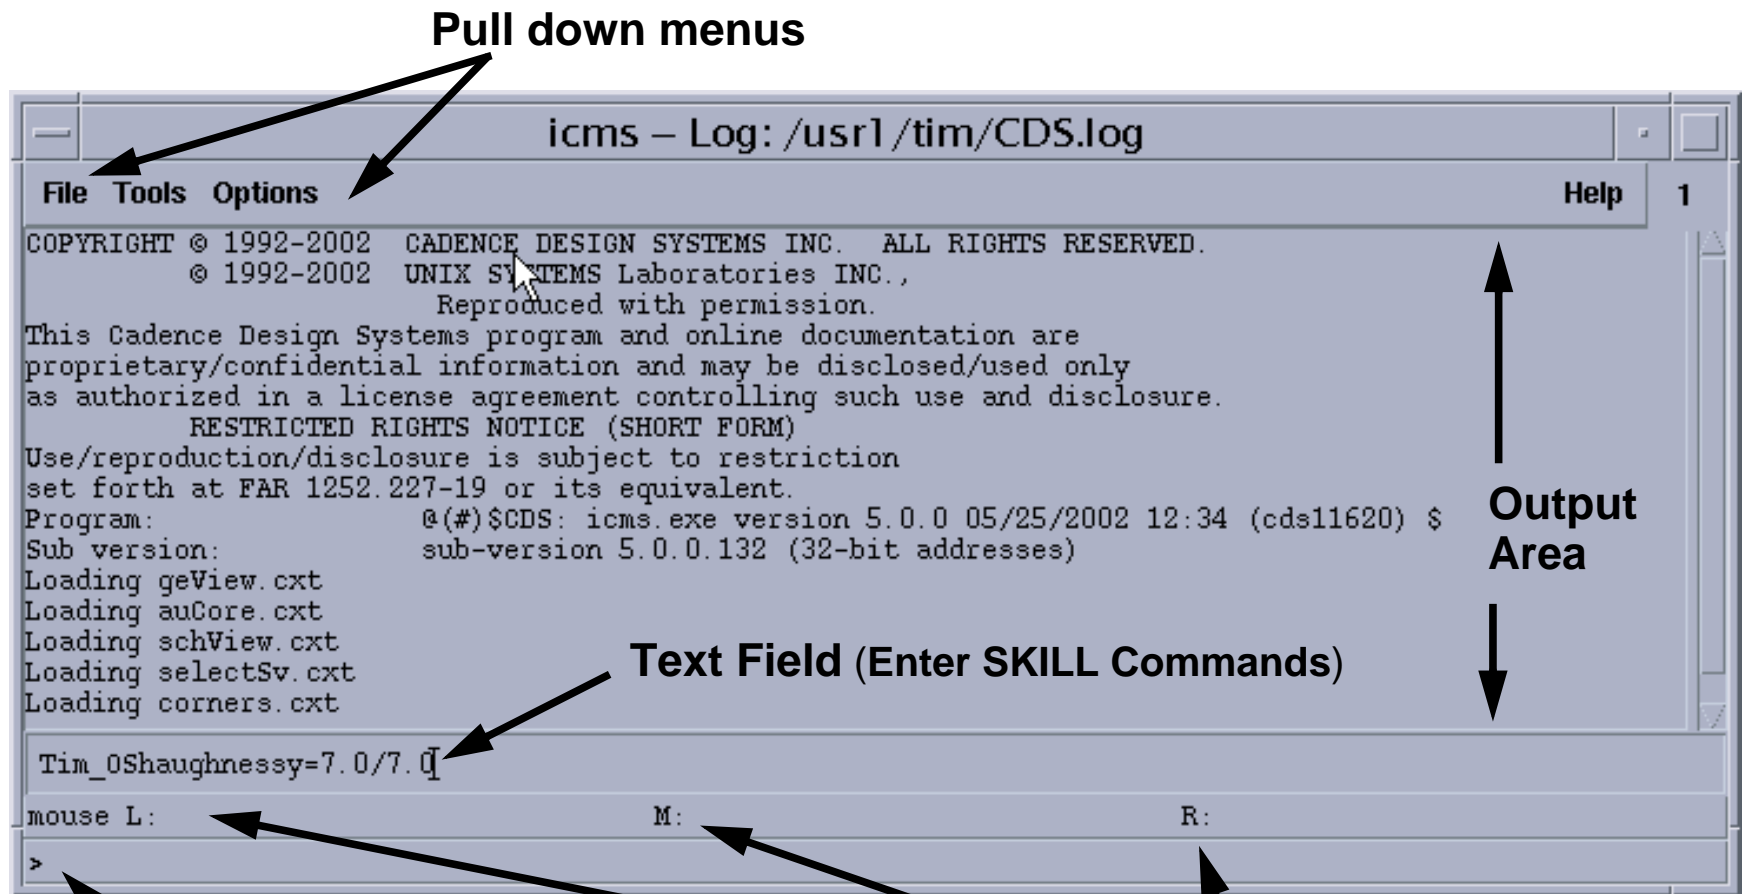 Pull down menus
icms – Log: /usr1/tim/CDS.log
File Tools Options Help 1
COPYRIGHT © 1992-2002 CADENCE DESIGN SYSTEMS INC. ALL RIGHTS RESERVED.
© 1992-2002 UNIX SYSTEMS Laboratories INC.,
Reproduced with permission.
This Cadence Design Systems program and online documentation are
proprietary/confidential information and may be disclosed/used only
as authorized in a license agreement controlling such use and disclosure.
RESTRICTED RIGHTS NOTICE (SHORT FORM)
Use/reproduction/disclosure is subject to restriction
set forth at FAR 1252.227-19 or its equivalent.
Program: @(#)$CDS: icms.exe version 5.0.0 05/25/2002 12:34 (cds11620) $
Sub version: sub-version 5.0.0.132 (32-bit addresses)
Loading geView.cxt
Loading auCore.cxt
Loading schView.cxt
Loading selectSv.cxt
Loading corners.cxt
Output
Area
Text Field (Enter SKILL Commands)
Tim_OShaughnessy=7.0/7.0
mouse L: M: R:
>